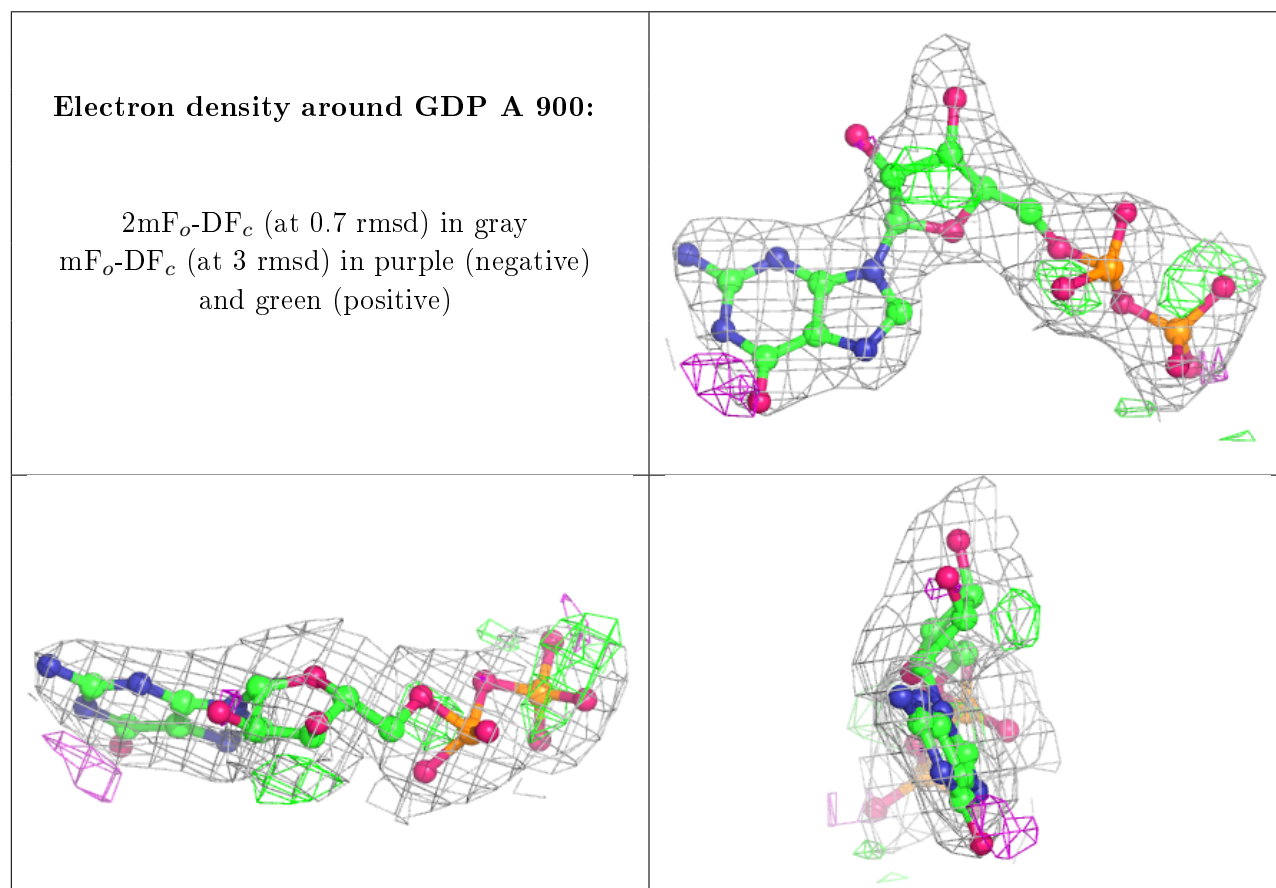 Electron density around GDP A 900:
2mFo-DFc (at 0.7 rmsd) in gray
mFo-DFc (at 3 rmsd) in purple (negative)
and green (positive)